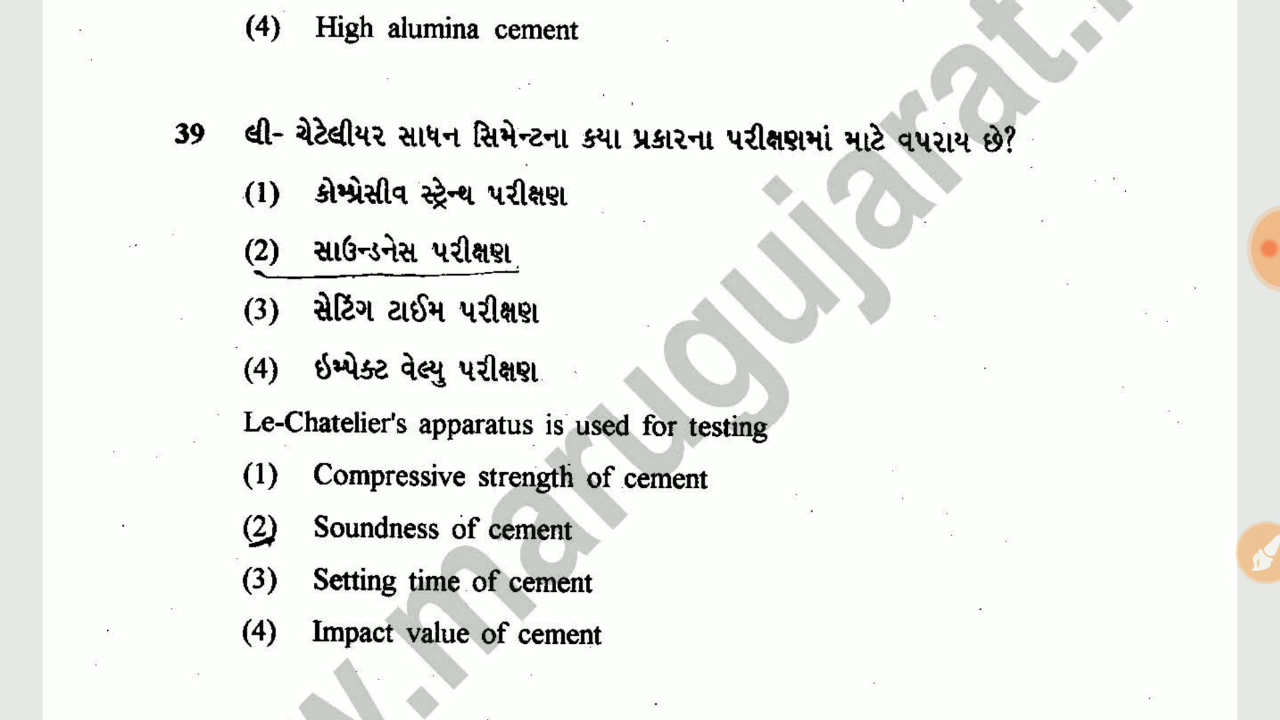 (4) High alumina cement
39 લી- ચેટેલીયર સાધન સિમેન્ટના ક્યા પ્રકારના પરીક્ષણમાં માટે વપરાય છે?
(1) કોમ્પ્રેસીવ સ્ટ્રેન્થ પરીક્ષણ
(2) સાઉન્ડનેસ પરીક્ષણ
(3) સેટિંગ ટાઈમ પરીક્ષણ
(4) ઇમ્પેક્ટ વેલ્યુ પરીક્ષણ
Le-Chatelier's apparatus is used for testing
(1) Compressive strength of cement
(2) Soundness of cement
(3) Setting time of cement
(4) Impact value of cement
w.marugujarat.